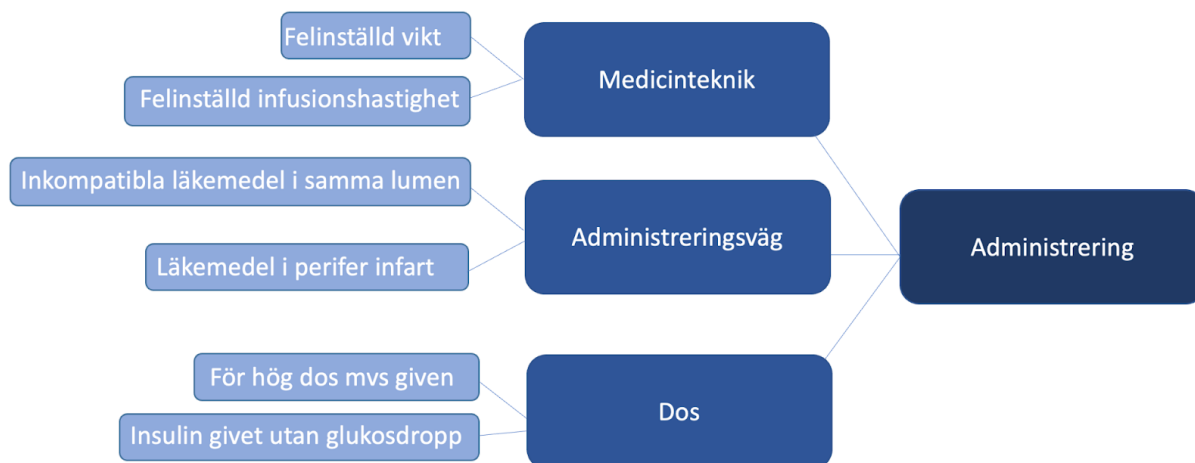 Felinställd vikt
Felinställd infusionshastighet
Medicinteknik
Inkompatibla läkemedel i samma lumen
Läkemedel i perifer infart
Administreringsväg
Administrering
För hög dos mvs given
Insulin givet utan glukosdropp
Dos